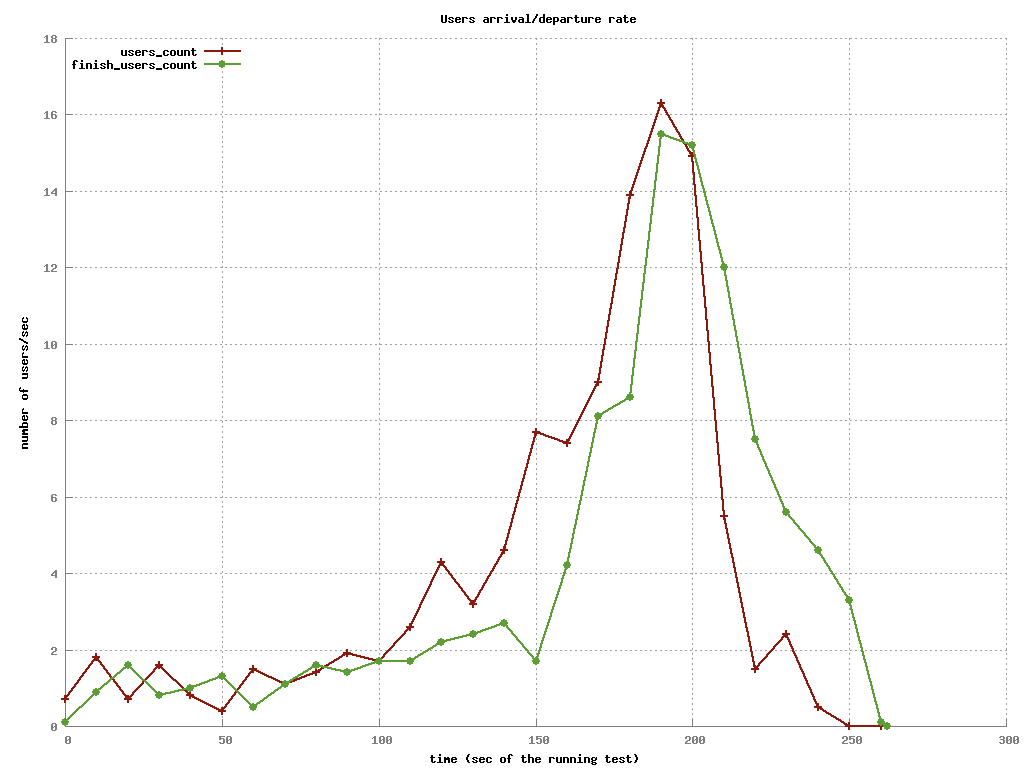 Users arrival/departure rate
users_count
finish_users_count
18
16
14
12
10
8
6
4
2
0
number of users/sec
0 50 100 150 200 250 300
time (sec of the running test)